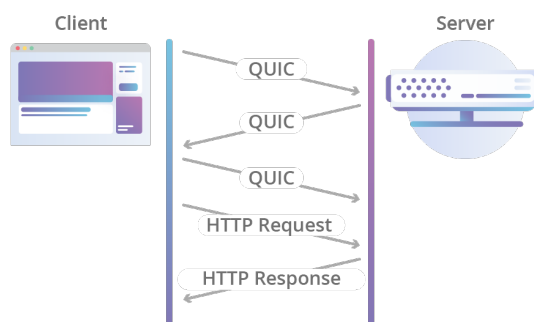 Client
Server
QUIC
QUIC
QUIC
HTTP Request
HTTP Response